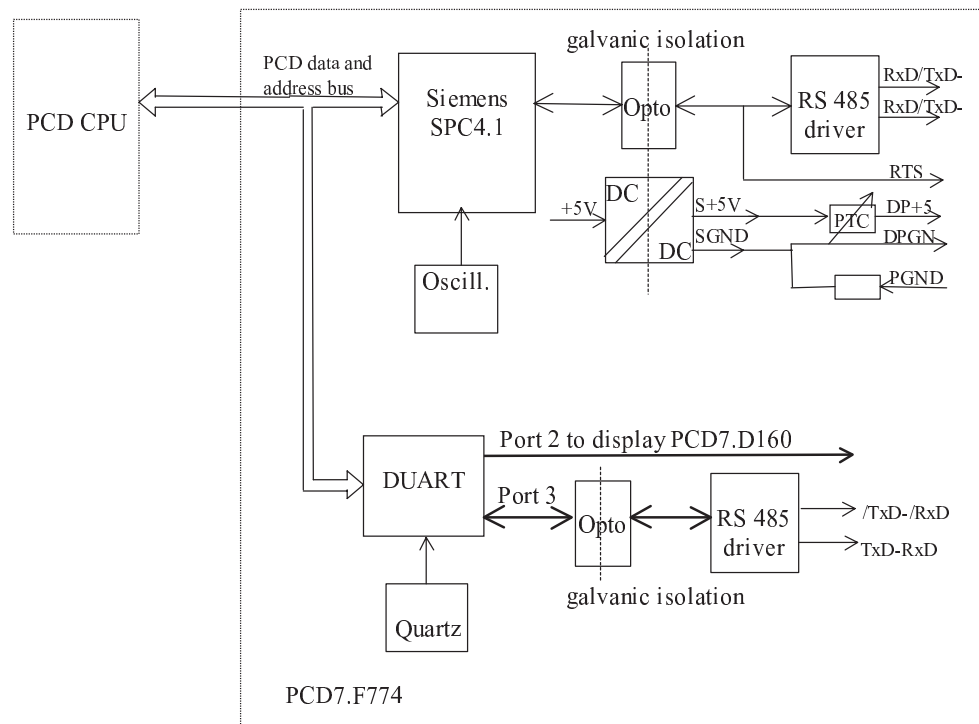 galvanic isolation
PCD data and
address bus
PCD CPU
Siemens
SPC4.1
Opto
RS 485
driver
RxD/TxD-
RxD/TxD-
RTS
+5V
DC
DC
S+5V
SGND
PTC
DP+5
DPGN
PGND
Oscill.
Port 2 to display PCD7.D160
DUART
Port 3
Opto
RS 485
driver
/TxD-/RxD
TxD-RxD
galvanic isolation
Quartz
PCD7.F774